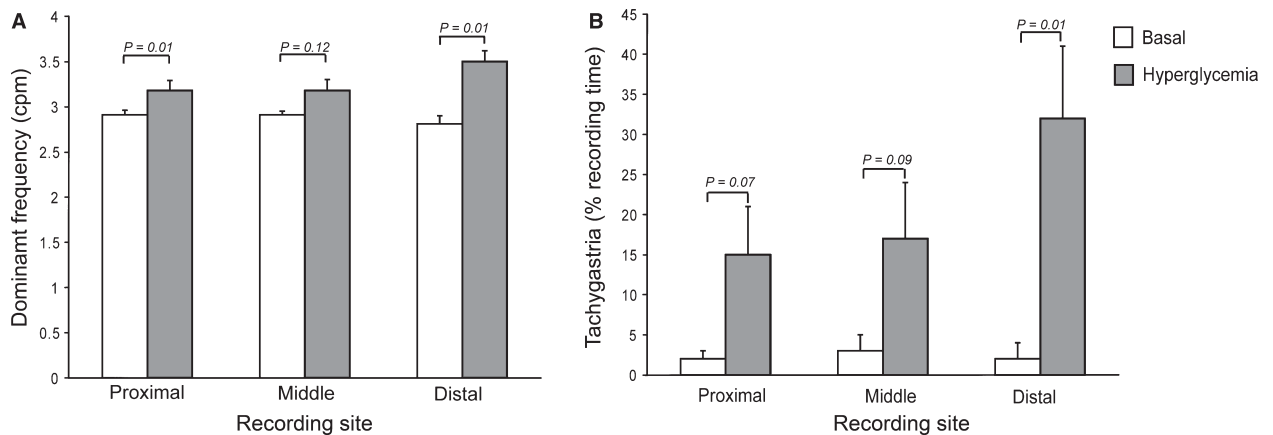 A
4
3.5
3
2.5
2
1.5
1
0.5
0
Dominamt frequency (cpm)
P = 0.01
P = 0.12
P = 0.01
Proximal
Middle
Distal
Recording site
B
45
40
35
30
25
20
15
10
5
0
Tachygastria (% recording time)
P = 0.07
P = 0.09
P = 0.01
Proximal
Middle
Distal
Recording site
Basal
Hyperglycemia